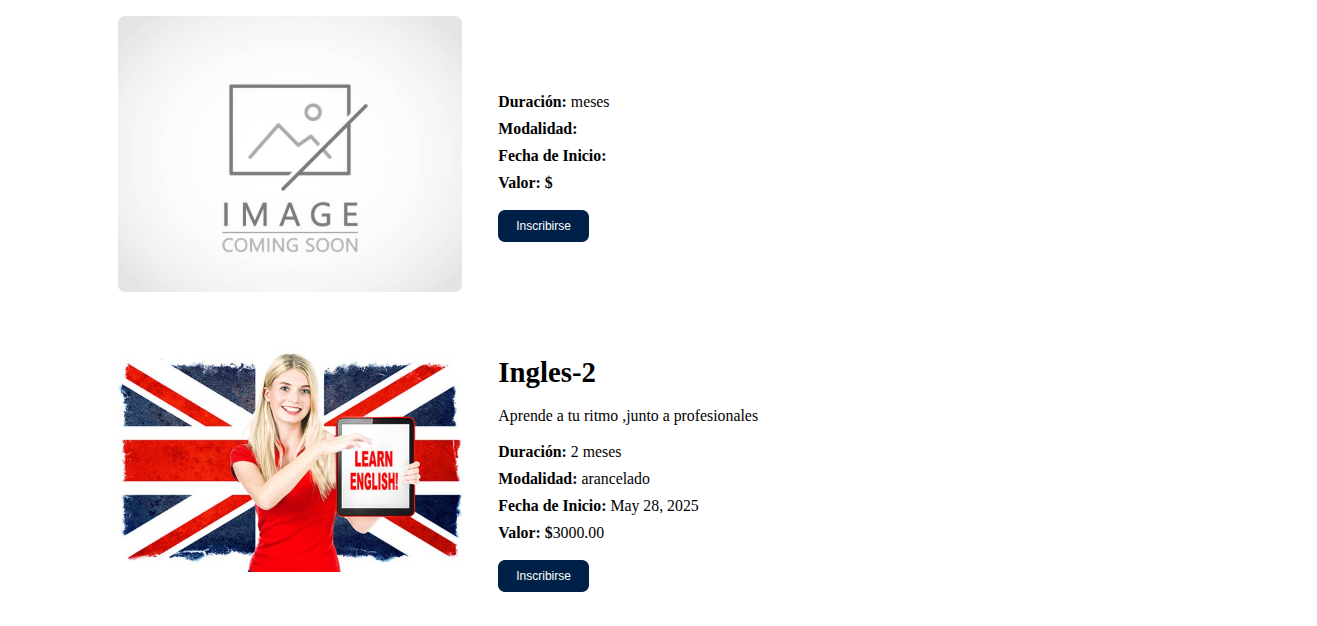 IMAGE
COMING SOON
Duración: meses
Modalidad:
Fecha de Inicio:
Valor: $
Inscribirse
LEARN
ENGLISH!
Ingles-2
Aprende a tu ritmo ,junto a profesionales
Duración: 2 meses
Modalidad: arancelado
Fecha de Inicio: May 28, 2025
Valor: $3000.00
Inscribirse